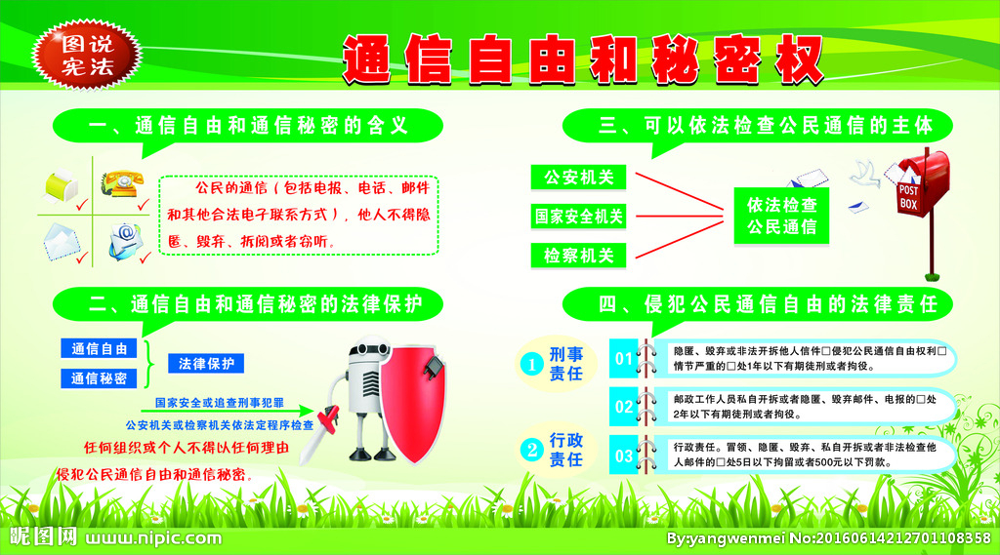 图说
宪法
通信自由和秘密权
一、通信自由和通信秘密的含义
公民的通信（包括电报、电话、邮件
和其他合法电子联系方式），他人不得隐
匿、毁弃、拆阅或者窃听。
二、通信自由和通信秘密的法律保护
通信自由
通信秘密
法律保护
国家安全或追查刑事犯罪
公安机关或检察机关依法定程序检查
任何组织或个人不得以任何理由
侵犯公民通信自由和通信秘密。
三、可以依法检查公民通信的主体
公安机关
国家安全机关
检察机关
依法检查
公民通信
POST
BOX
四、侵犯公民通信自由的法律责任
1 刑事
责任
01
隐匿、毁弃或非法开拆他人信件□侵犯公民通信自由权利□
情节严重的□处1年以下有期徒刑或者拘役。
02
邮政工作人员私自开拆或者隐匿、毁弃邮件、电报的□处
2年以下有期徒刑或者拘役。
2 行政
责任
03
行政责任。冒领、隐匿、毁弃、私自开拆或者非法检查他
人邮件的□处5日以下拘留或者500元以下罚款。
昵图网 www.nipic.com
By:yangwenmei No:20160614212701108358